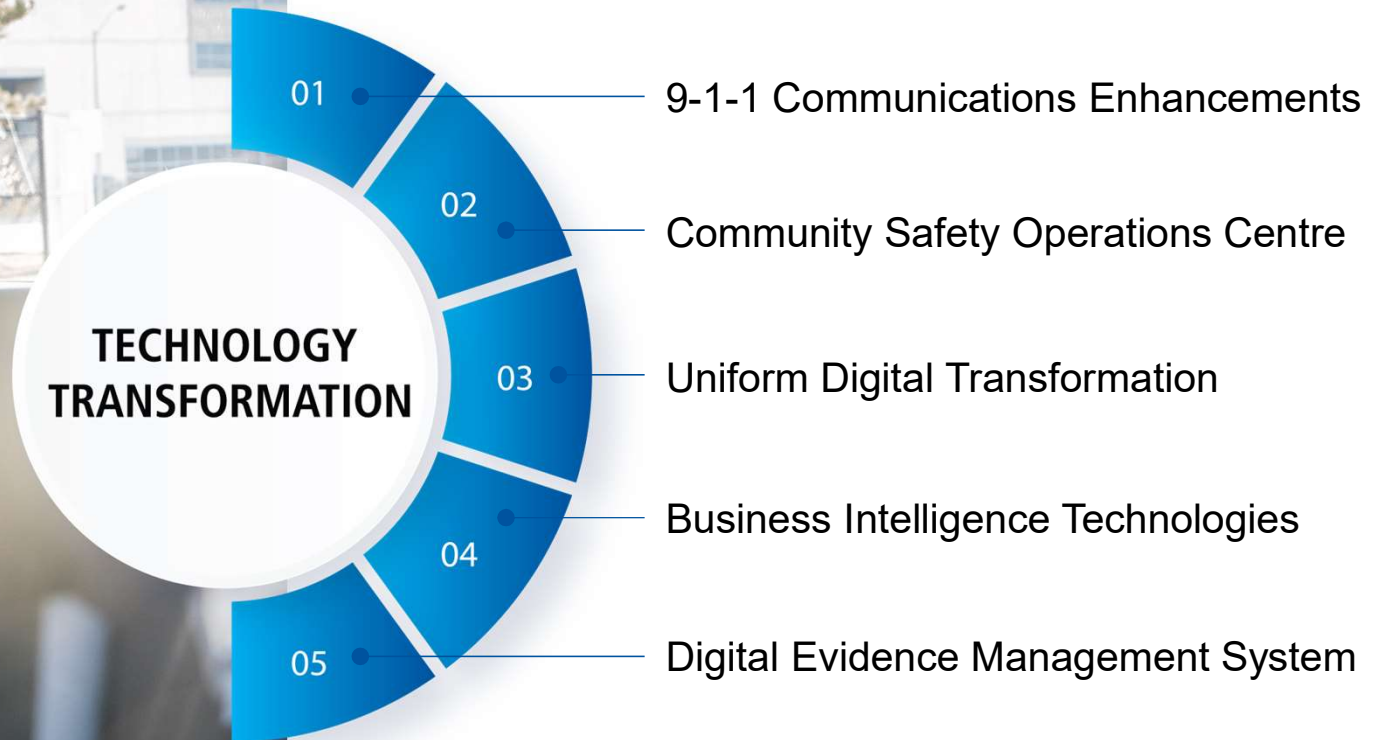 01
9-1-1 Communications Enhancements
02
Community Safety Operations Centre
TECHNOLOGY
TRANSFORMATION
03
Uniform Digital Transformation
04
Business Intelligence Technologies
05
Digital Evidence Management System